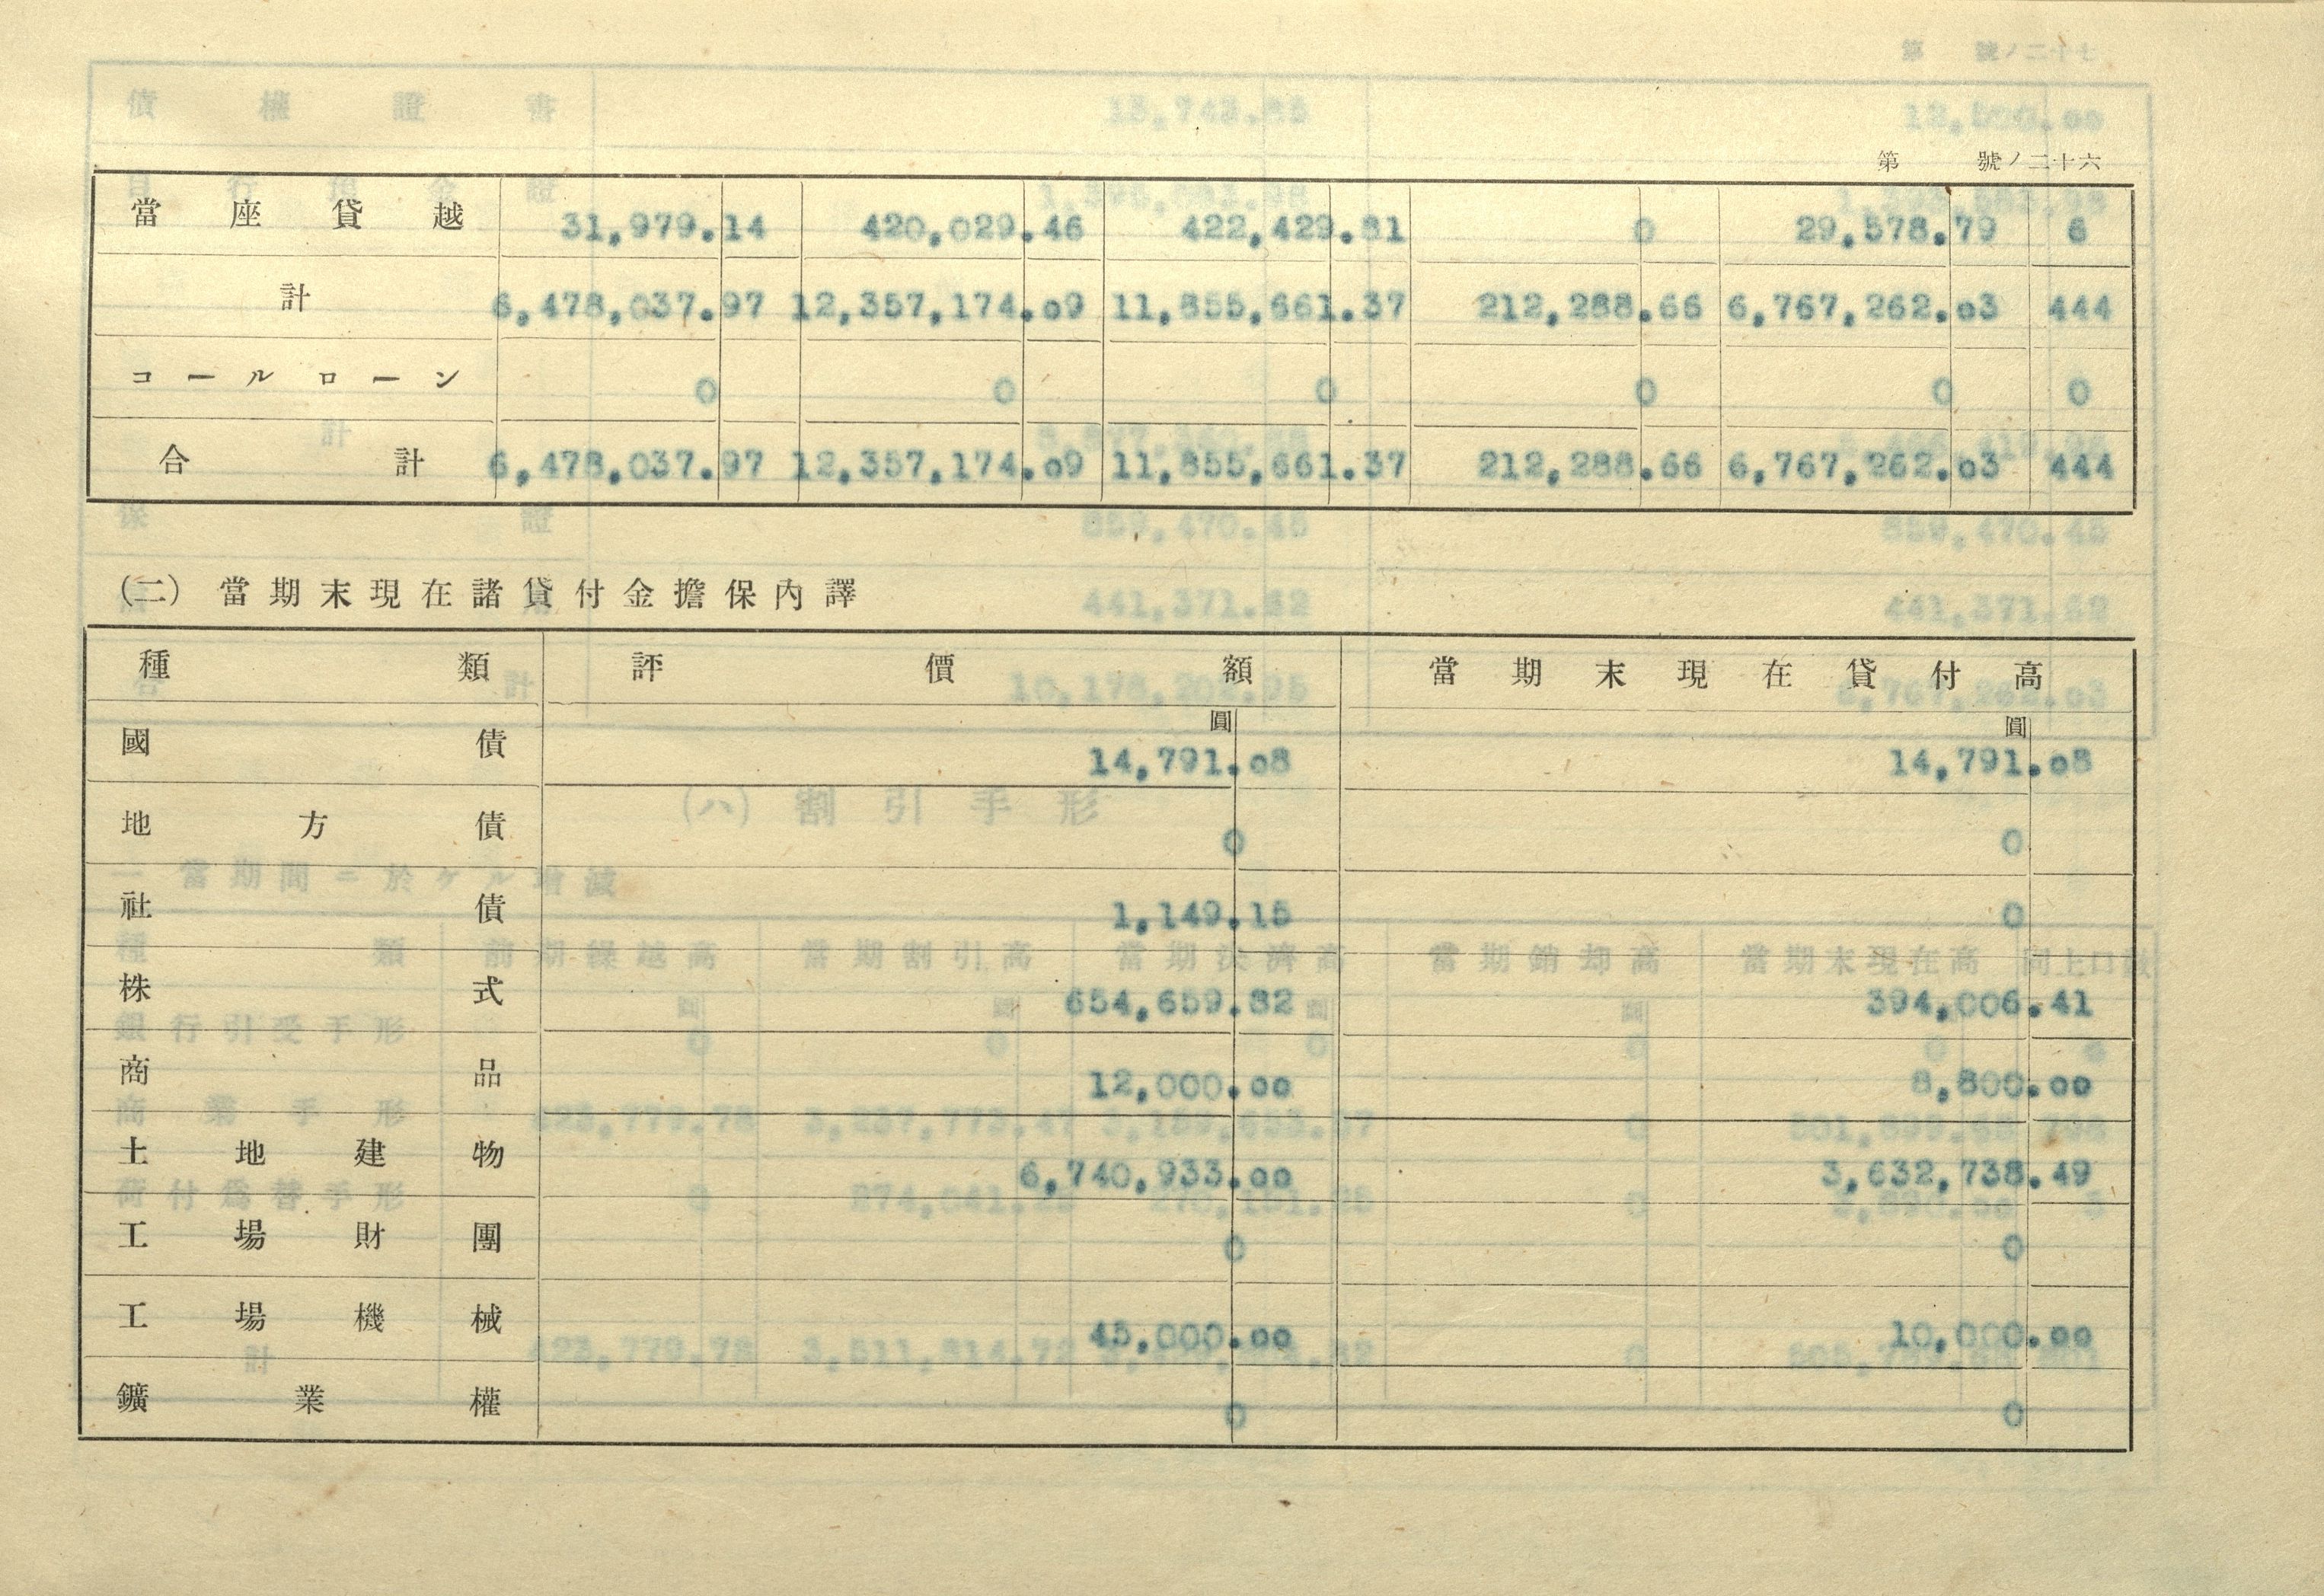 第 號ノ二十六
當座貸越 31,979.14 420,029.46 422,429.81 0 29,578.79 6
計 6,478,037.97 12,357,174.09 11,855,661.37 212,288.66 6,767,262.03 444
コールローン 0 0 0 0 0 0
合計 6,478,037.97 12,357,174.09 11,855,661.37 212,288.66 6,767,262.03 444
(二) 當期末現在諸貸付金擔保內譯
種類 評價額 當期末現在貸付高
圓 圓
國債 14,791.08 14,791.08
地方債 0 0
社債 1,149.15 0
株式 654,659.82 394,006.41
商品 12,000.00 8,800.00
土地建物 6,740,933.00 3,632,738.49
工場財團 0 0
工場機械 45,000.00 10,000.00
鑛業權 0 0